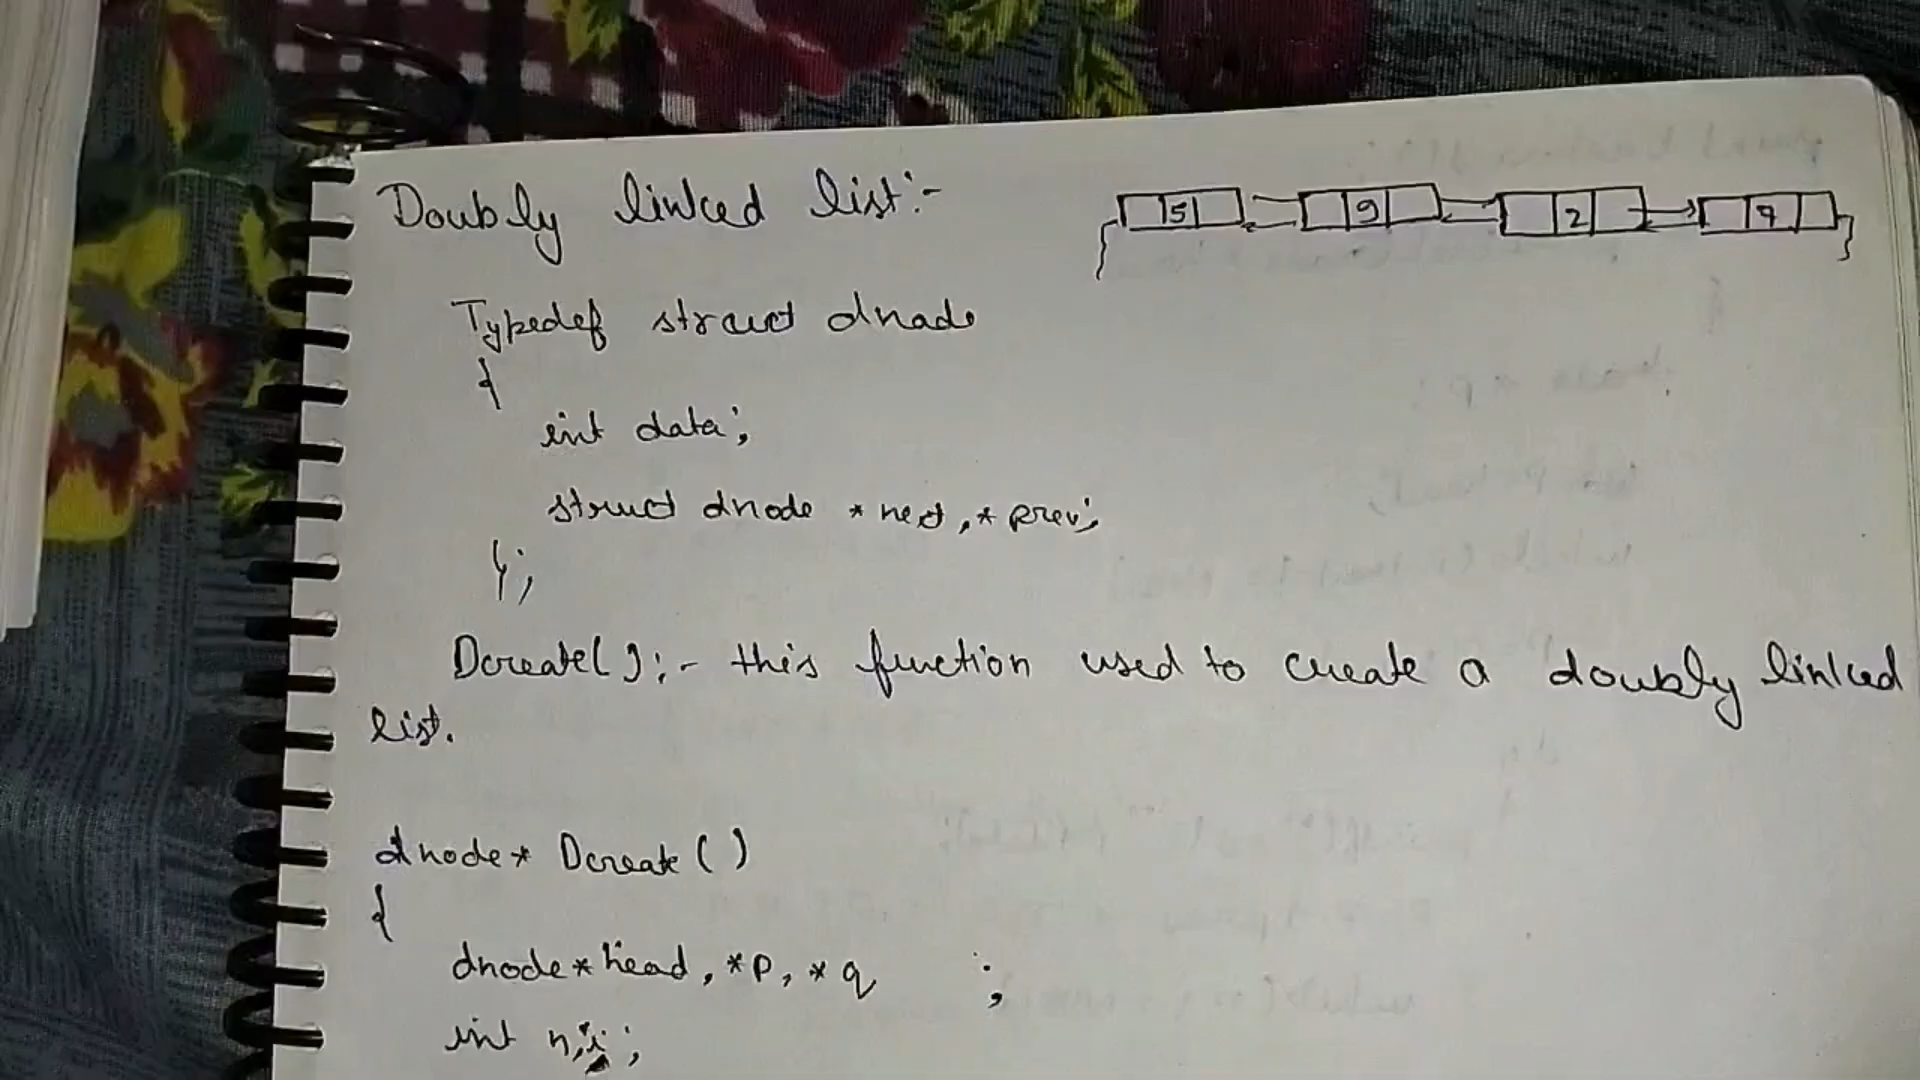 Doubly linked list:-
5 9 2 7
Typedef struct dnode
{
int data;
struct dnode *next,*prev;
};
Dcreate():- this function used to create a doubly linked
list.
dnode* Dcreate()
{
dnode*head,*p,*q ;
int n,i;